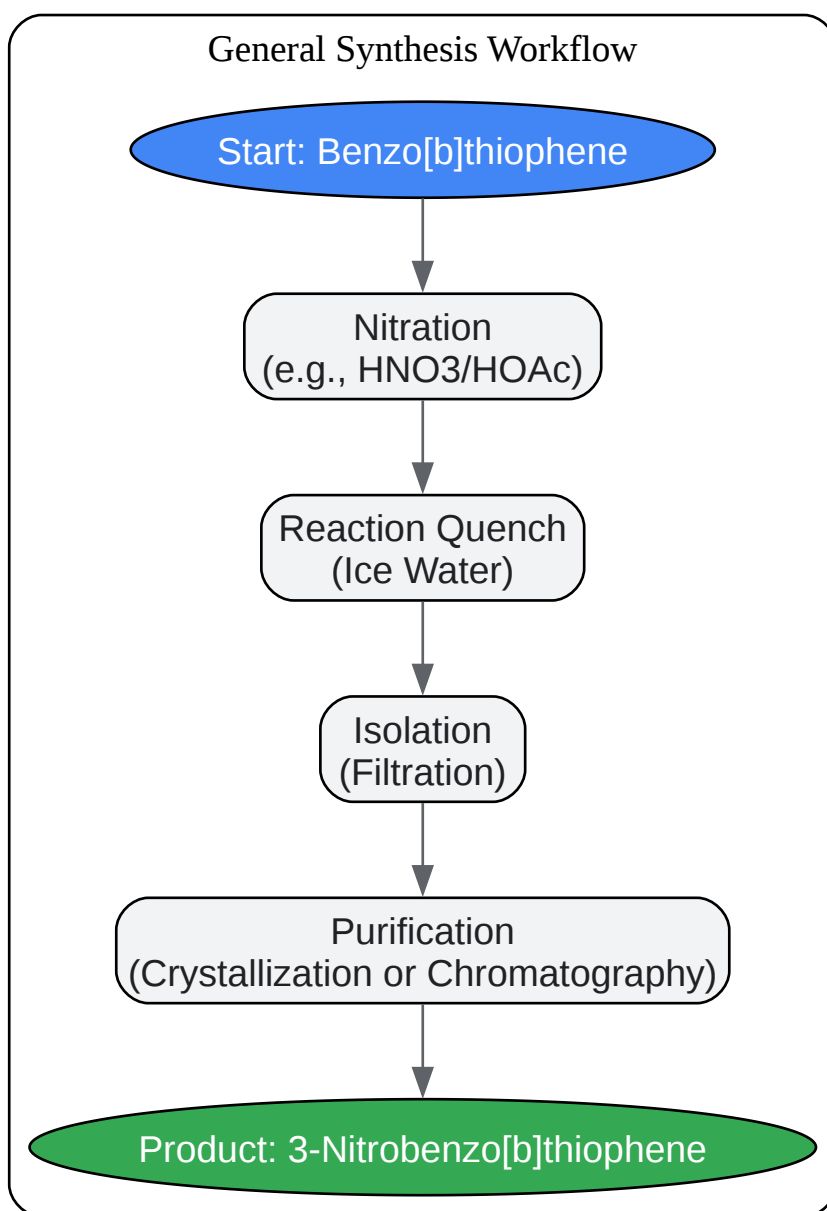 General Synthesis Workflow
Start: Benzo[b]thiophene
Nitration
(e.g., HNO3/HOAc)
Reaction Quench
(Ice Water)
Isolation
(Filtration)
Purification
(Crystallization or Chromatography)
Product: 3-Nitrobenzo[b]thiophene